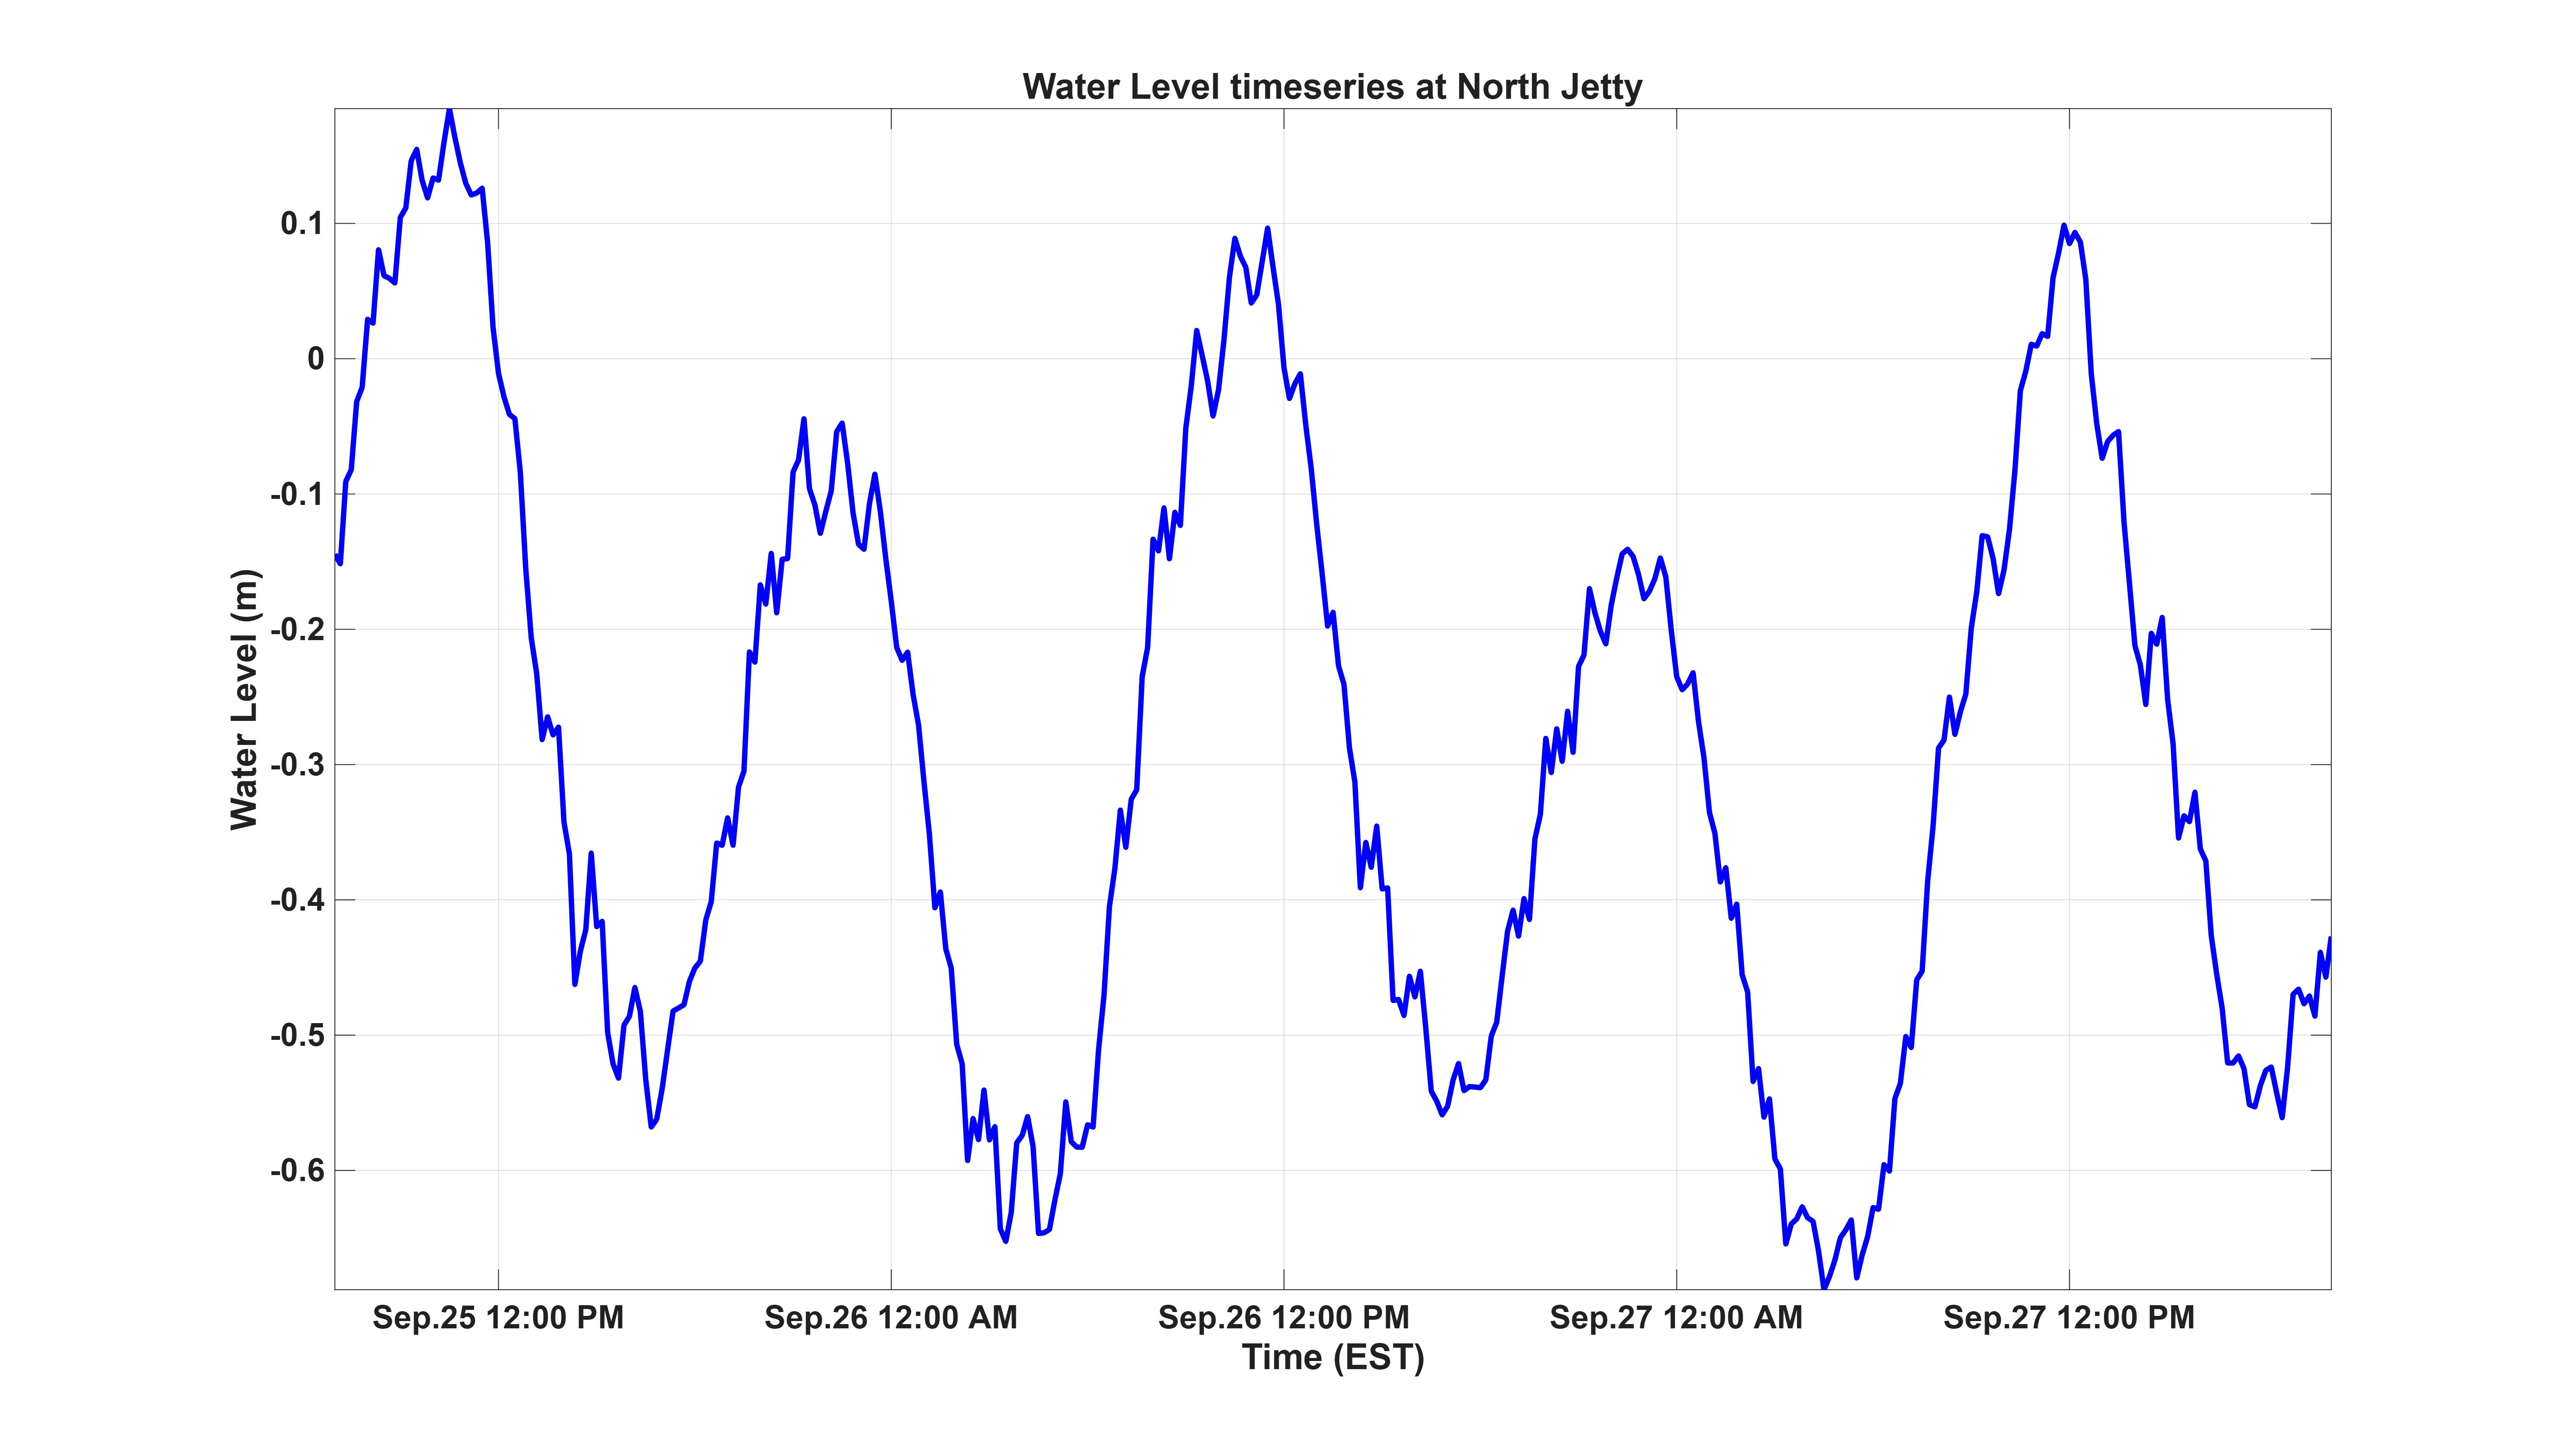 Water Level timeseries at North Jetty
0.1
0
-0.1
-0.2
-0.3
-0.4
-0.5
-0.6
Water Level (m)
Sep.25 12:00 PM
Sep.26 12:00 AM
Sep.26 12:00 PM
Sep.27 12:00 AM
Sep.27 12:00 PM
Time (EST)